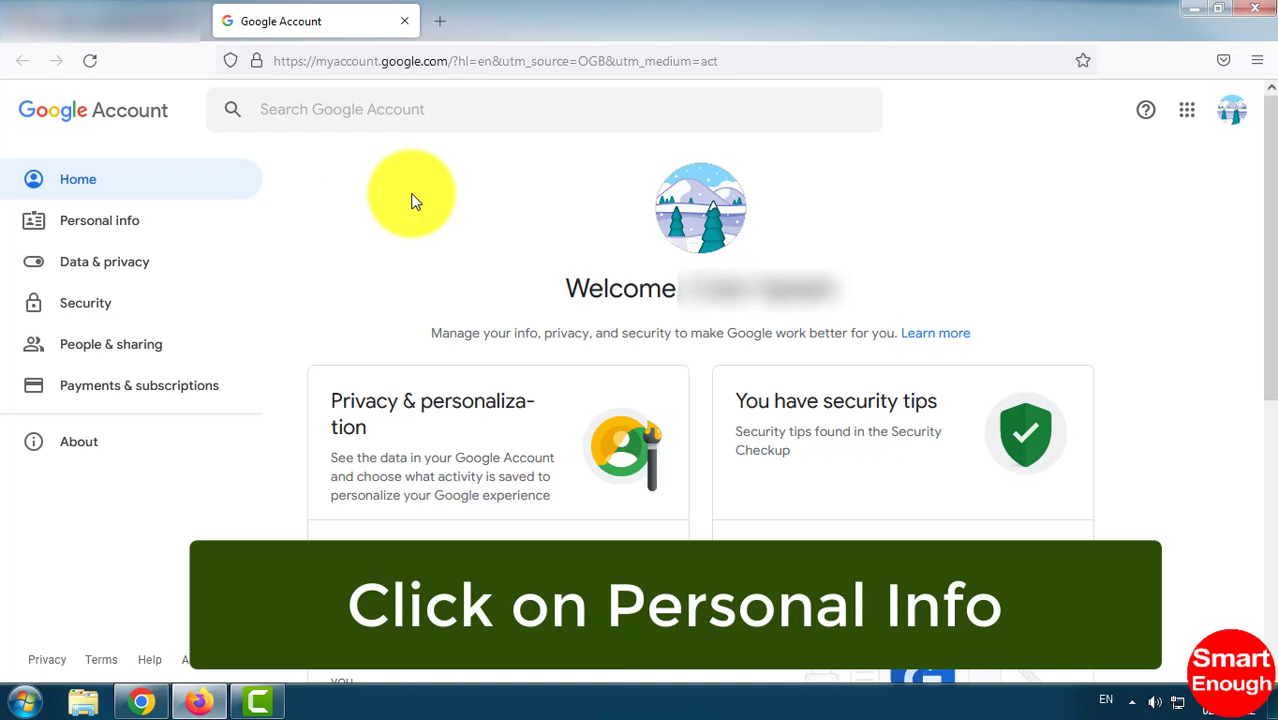 Google Account
https://myaccount.google.com/?hl=en&utm_source=OGB&utm_medium=act
Google Account
Search Google Account
Home
Personal info
Data & privacy
Security
People & sharing
Payments & subscriptions
About
Welcome
Manage your info, privacy, and security to make Google work better for you. Learn more
Privacy & personaliza-
tion
See the data in your Google Account
and choose what activity is saved to
personalize your Google experience
You have security tips
Security tips found in the Security
Checkup
Click on Personal Info
you
Privacy
Terms
Help
Smart
Enough
EN